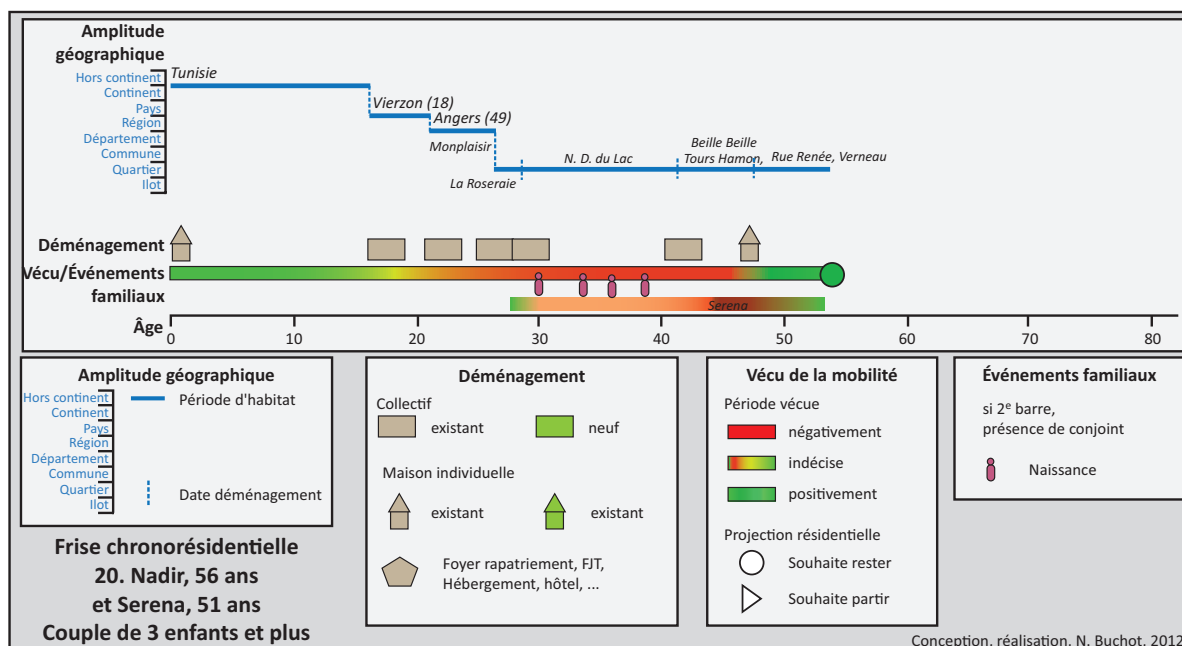 Amplitude
géographique
Hors continent
Continent
Pays
Région
Département
Commune
Quartier
Ilot
Tunisie
Vierzon (18)
Angers (49)
Monplaisir
La Roseraie
N. D. du Lac
Beille Beille
Tours Hamon,
Rue Renée, Verneau
Déménagement
Vécu/Événements
familiaux
Serena
Âge
0
10
20
30
40
50
60
70
80
Amplitude géographique
Hors continent
Continent
Pays
Région
Département
Commune
Quartier
Ilot
Période d'habitat
Date déménagement
Frise chronorésidentielle
20. Nadir, 56 ans
et Serena, 51 ans
Couple de 3 enfants et plus
Déménagement
Collectif
existant
neuf
Maison individuelle
existant
existant
Foyer rapatriement, FJT,
Hébergement, hôtel, ...
Vécu de la mobilité
Période vécue
négativement
indécise
positivement
Projection résidentielle
Souhaite rester
Souhaite partir
Événements familiaux
si 2e barre,
présence de conjoint
Naissance
Conception, réalisation, N. Buchot, 2012